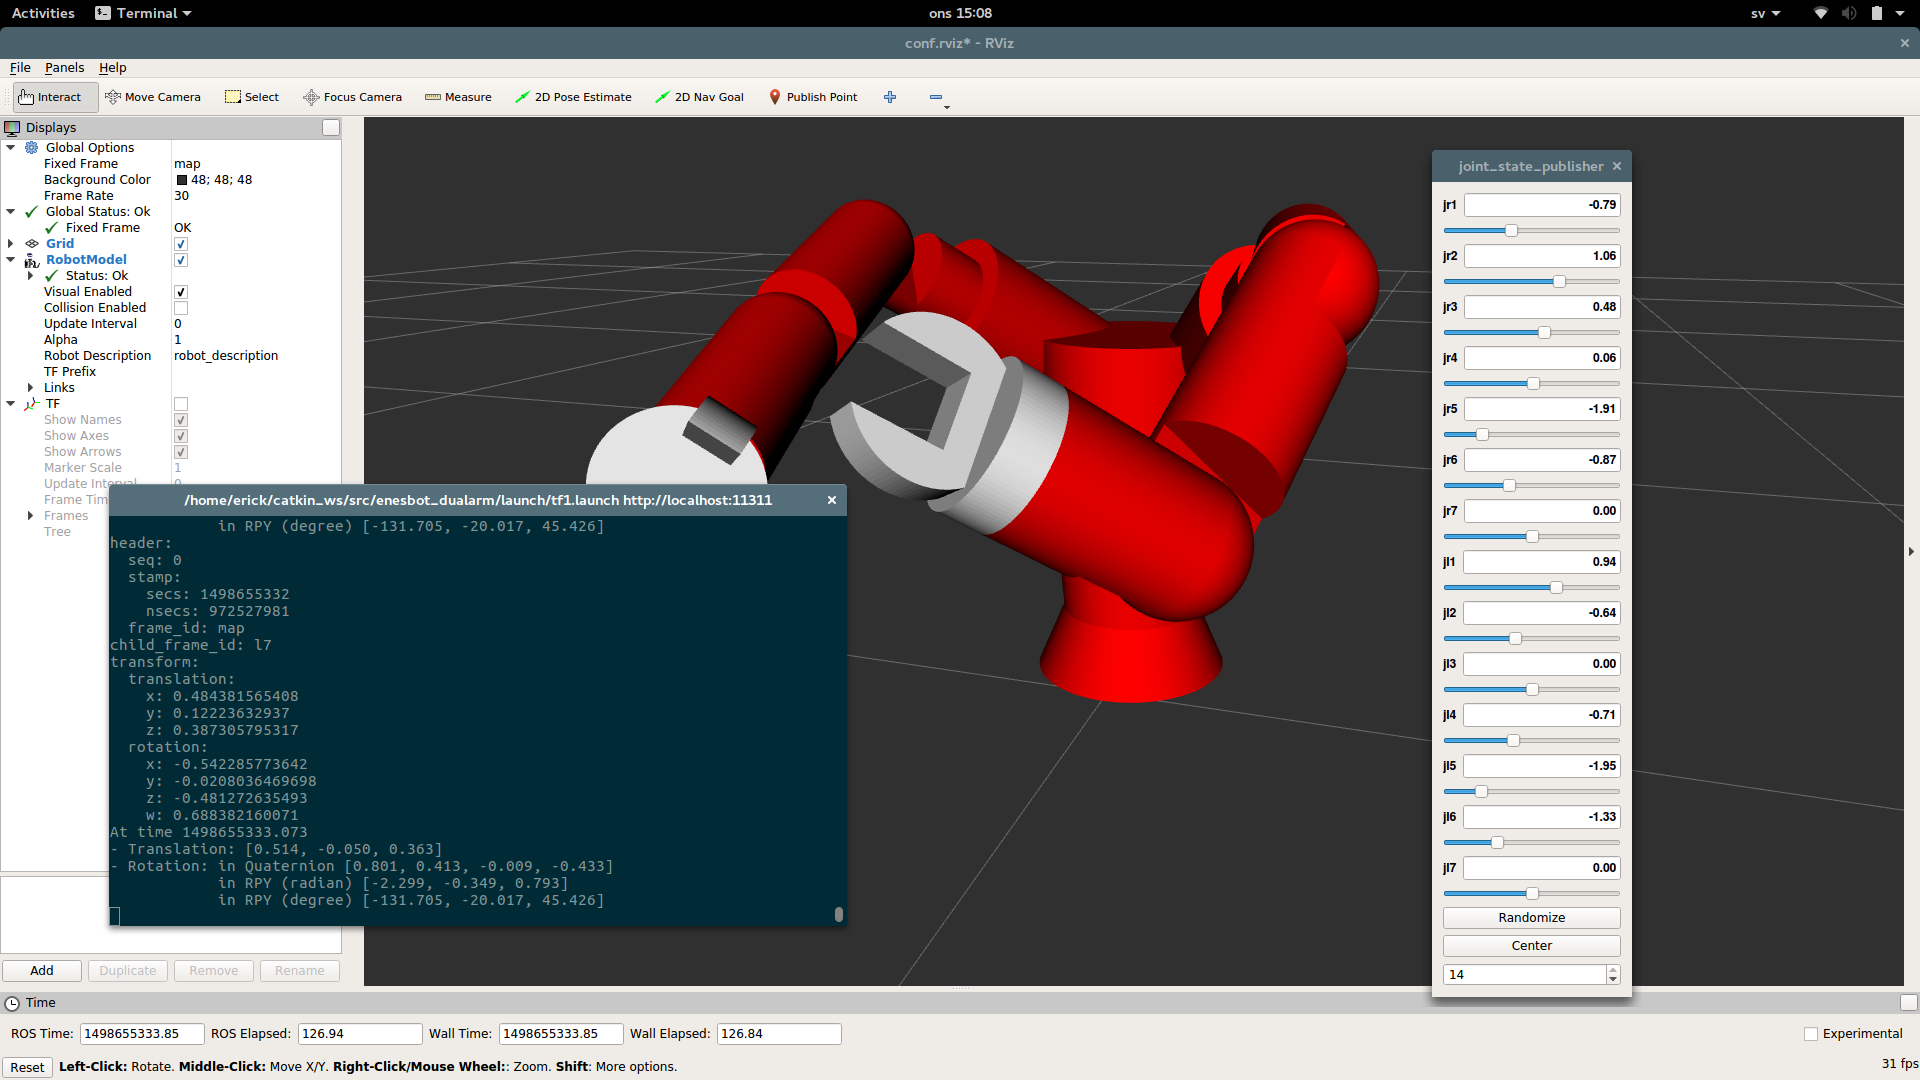 Activities Terminal ons 15:08 sv
conf.rviz* - RViz
File Panels Help
Interact Move Camera Select Focus Camera Measure 2D Pose Estimate 2D Nav Goal Publish Point
Displays
Global Options
Fixed Frame map
Background Color 48; 48; 48
Frame Rate 30
Global Status: Ok
Fixed Frame OK
Grid
RobotModel
Status: Ok
Visual Enabled
Collision Enabled
Update Interval 0
Alpha 1
Robot Description robot_description
TF Prefix
Links
TF
Show Names
Show Axes
Show Arrows
Marker Scale 1
Update Interval 0
Frame Tim
Frames
Tree
Add Duplicate Remove Rename
/home/erick/catkin_ws/src/enesbot_dualarm/launch/tf1.launch http://localhost:11311
in RPY (degree) [-131.705, -20.017, 45.426]
header:
seq: 0
stamp:
secs: 1498655332
nsecs: 972527981
frame_id: map
child_frame_id: l7
transform:
translation:
x: 0.484381565408
y: 0.12223632937
z: 0.387305795317
rotation:
x: -0.542285773642
y: -0.0208036469698
z: -0.481272635493
w: 0.688382160071
At time 1498655333.073
- Translation: [0.514, -0.050, 0.363]
- Rotation: in Quaternion [0.801, 0.413, -0.009, -0.433]
in RPY (radian) [-2.299, -0.349, 0.793]
in RPY (degree) [-131.705, -20.017, 45.426]
joint_state_publisher
jr1 -0.79
jr2 1.06
jr3 0.48
jr4 0.06
jr5 -1.91
jr6 -0.87
jr7 0.00
jl1 0.94
jl2 -0.64
jl3 0.00
jl4 -0.71
jl5 -1.95
jl6 -1.33
jl7 0.00
Randomize
Center
14
Time
ROS Time: 1498655333.85 ROS Elapsed: 126.94 Wall Time: 1498655333.85 Wall Elapsed: 126.84 Experimental
Reset Left-Click: Rotate. Middle-Click: Move X/Y. Right-Click/Mouse Wheel:: Zoom. Shift: More options. 31 fps